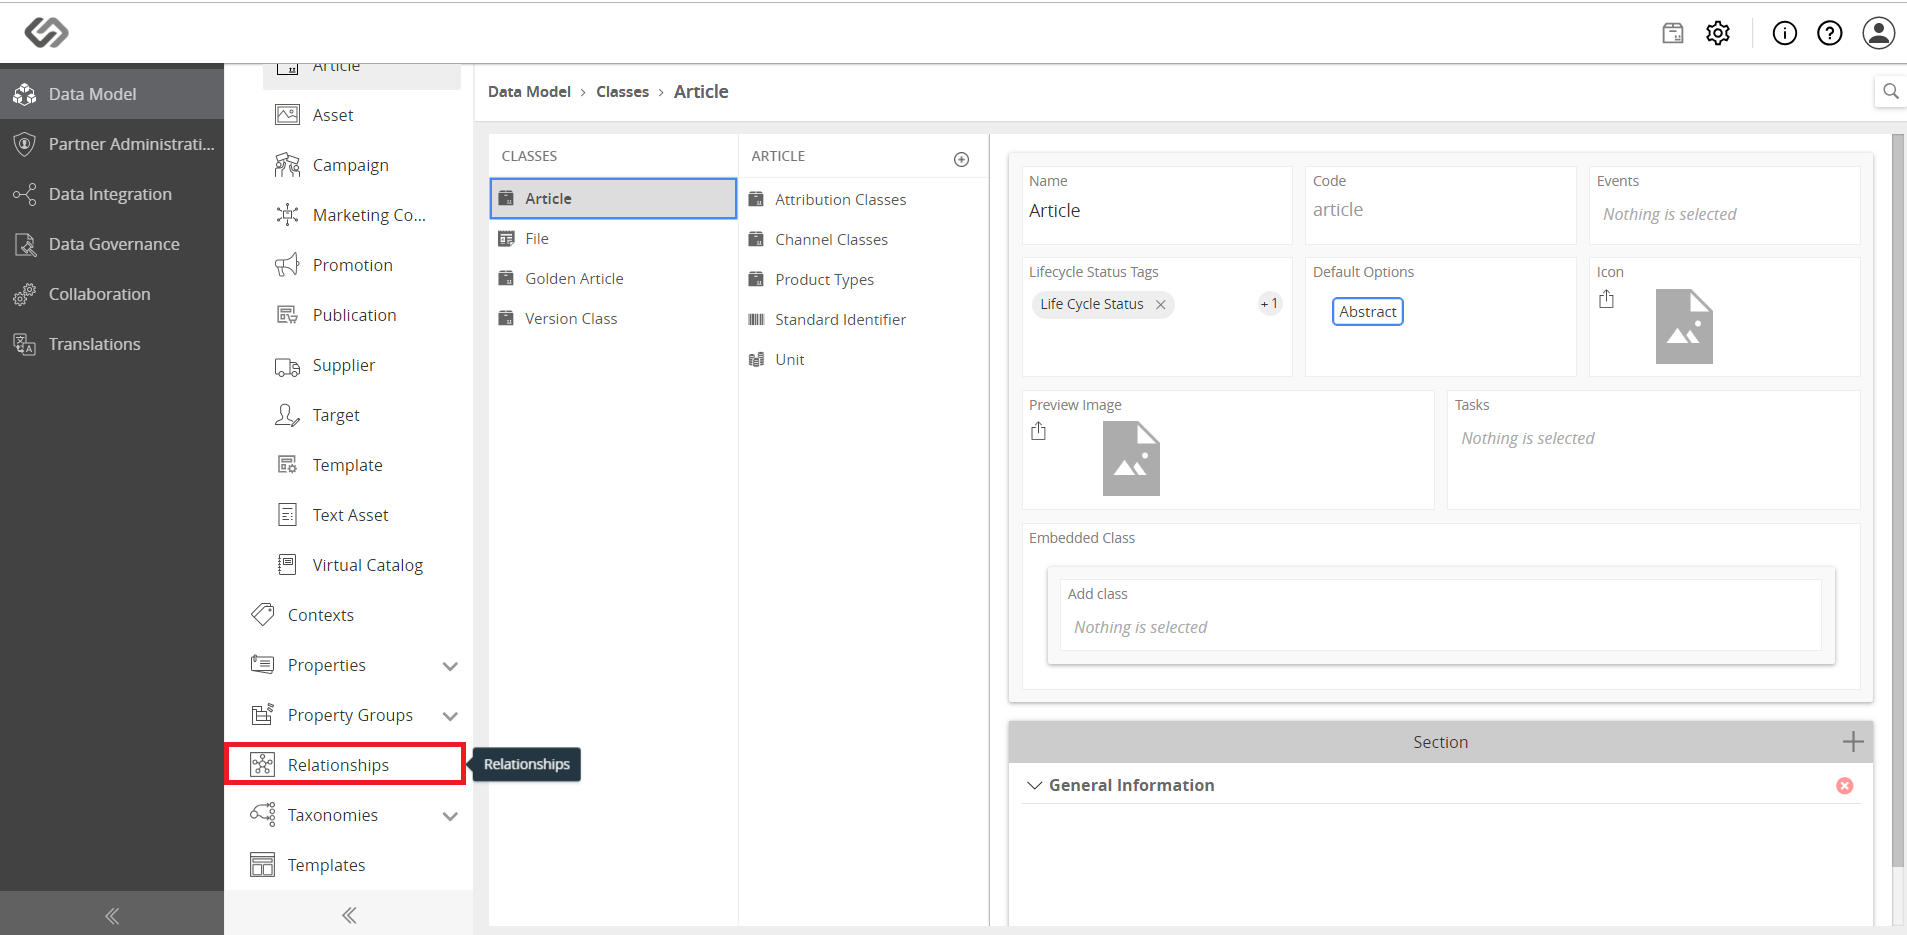 Data Model
Partner Administrati...
Data Integration
Data Governance
Collaboration
Translations
Article
Asset
Campaign
Marketing Co...
Promotion
Publication
Supplier
Target
Template
Text Asset
Virtual Catalog
Contexts
Properties
Property Groups
Relationships
Relationships
Taxonomies
Templates
Data Model > Classes > Article
CLASSES
Article
File
Golden Article
Version Class
ARTICLE
Attribution Classes
Channel Classes
Product Types
Standard Identifier
Unit
Name
Article
Code
article
Events
Nothing is selected
Lifecycle Status Tags
Life Cycle Status
+1
Default Options
Abstract
Icon
Preview Image
Tasks
Nothing is selected
Embedded Class
Add class
Nothing is selected
Section
General Information